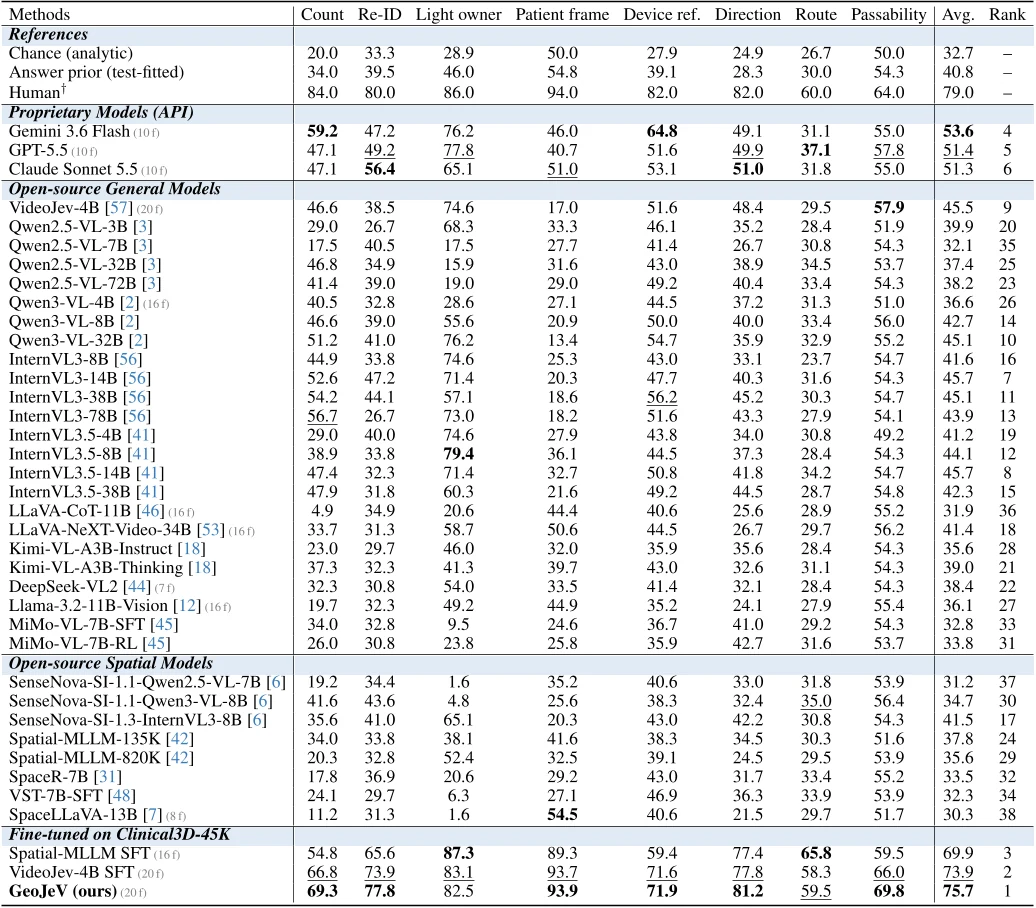 Methods Count Re-ID Light owner Patient frame Device ref. Direction Route Passability Avg. Rank
References
Chance (analytic) 20.0 33.3 28.9 50.0 27.9 24.9 26.7 50.0 32.7 –
Answer prior (test-fitted) 34.0 39.5 46.0 54.8 39.1 28.3 30.0 54.3 40.8 –
Human† 84.0 80.0 86.0 94.0 82.0 82.0 60.0 64.0 79.0 –
Proprietary Models (API)
Gemini 3.6 Flash (10 f) 59.2 47.2 76.2 46.0 64.8 49.1 31.1 55.0 53.6 4
GPT-5.5 (10 f) 47.1 49.2 77.8 40.7 51.6 49.9 37.1 57.8 51.4 5
Claude Sonnet 5.5 (10 f) 47.1 56.4 65.1 51.0 53.1 51.0 31.8 55.0 51.3 6
Open-source General Models
VideoJev-4B [57] (20 f) 46.6 38.5 74.6 17.0 51.6 48.4 29.5 57.9 45.5 9
Qwen2.5-VL-3B [3] 29.0 26.7 68.3 33.3 46.1 35.2 28.4 51.9 39.9 20
Qwen2.5-VL-7B [3] 17.5 40.5 17.5 27.7 41.4 26.7 30.8 54.3 32.1 35
Qwen2.5-VL-32B [3] 46.8 34.9 15.9 31.6 43.0 38.9 34.5 53.7 37.4 25
Qwen2.5-VL-72B [3] 41.4 39.0 19.0 29.0 49.2 40.4 33.4 54.3 38.2 23
Qwen3-VL-4B [2] (16 f) 40.5 32.8 28.6 27.1 44.5 37.2 31.3 51.0 36.6 26
Qwen3-VL-8B [2] 46.6 39.0 55.6 20.9 50.0 40.0 33.4 56.0 42.7 14
Qwen3-VL-32B [2] 51.2 41.0 76.2 13.4 54.7 35.9 32.9 55.2 45.1 10
InternVL3-8B [56] 44.9 33.8 74.6 25.3 43.0 33.1 23.7 54.7 41.6 16
InternVL3-14B [56] 52.6 47.2 71.4 20.3 47.7 40.3 31.6 54.3 45.7 7
InternVL3-38B [56] 54.2 44.1 57.1 18.6 56.2 45.2 30.3 54.7 45.1 11
InternVL3-78B [56] 56.7 26.7 73.0 18.2 51.6 43.3 27.9 54.1 43.9 13
InternVL3.5-4B [41] 29.0 40.0 74.6 27.9 43.8 34.0 30.8 49.2 41.2 19
InternVL3.5-8B [41] 38.9 33.8 79.4 36.1 44.5 37.3 28.4 54.3 44.1 12
InternVL3.5-14B [41] 47.4 32.3 71.4 32.7 50.8 41.8 34.2 54.7 45.7 8
InternVL3.5-38B [41] 47.9 31.8 60.3 21.6 49.2 44.5 28.7 54.8 42.3 15
LLaVA-CoT-11B [46] (16 f) 4.9 34.9 20.6 44.4 40.6 25.6 28.9 55.2 31.9 36
LLaVA-NeXT-Video-34B [53] (16 f) 33.7 31.3 58.7 50.6 44.5 26.7 29.7 56.2 41.4 18
Kimi-VL-A3B-Instruct [18] 23.0 29.7 46.0 32.0 35.9 35.6 28.4 54.3 35.6 28
Kimi-VL-A3B-Thinking [18] 37.3 32.3 41.3 39.7 43.0 32.6 31.1 54.3 39.0 21
DeepSeek-VL2 [44] (7 f) 32.3 30.8 54.0 33.5 41.4 32.1 28.4 54.3 38.4 22
Llama-3.2-11B-Vision [12] (16 f) 19.7 32.3 49.2 44.9 35.2 24.1 27.9 55.4 36.1 27
MiMo-VL-7B-SFT [45] 34.0 32.8 9.5 24.6 36.7 41.0 29.2 54.3 32.8 33
MiMo-VL-7B-RL [45] 26.0 30.8 23.8 25.8 35.9 42.7 31.6 53.7 33.8 31
Open-source Spatial Models
SenseNova-SI-1.1-Qwen2.5-VL-7B [6] 19.2 34.4 1.6 35.2 40.6 33.0 31.8 53.9 31.2 37
SenseNova-SI-1.1-Qwen3-VL-8B [6] 41.6 43.6 4.8 25.6 38.3 32.4 35.0 56.4 34.7 30
SenseNova-SI-1.3-InternVL3-8B [6] 35.6 41.0 65.1 20.3 43.0 42.2 30.8 54.3 41.5 17
Spatial-MLLM-135K [42] 34.0 33.8 38.1 41.6 38.3 34.5 30.3 51.6 37.8 24
Spatial-MLLM-820K [42] 20.3 32.8 52.4 32.5 39.1 24.5 29.5 53.9 35.6 29
SpaceR-7B [31] 17.8 36.9 20.6 29.2 43.0 31.7 33.4 55.2 33.5 32
VST-7B-SFT [48] 24.1 29.7 6.3 27.1 46.9 36.3 33.9 53.9 32.3 34
SpaceLLaVA-13B [7] (8 f) 11.2 31.3 1.6 54.5 40.6 21.5 29.7 51.7 30.3 38
Fine-tuned on Clinical3D-45K
Spatial-MLLM SFT (16 f) 54.8 65.6 87.3 89.3 59.4 77.4 65.8 59.5 69.9 3
VideoJev-4B SFT (20 f) 66.8 73.9 83.1 93.7 71.6 77.8 58.3 66.0 73.9 2
GeoJeV (ours) (20 f) 69.3 77.8 82.5 93.9 71.9 81.2 59.5 69.8 75.7 1